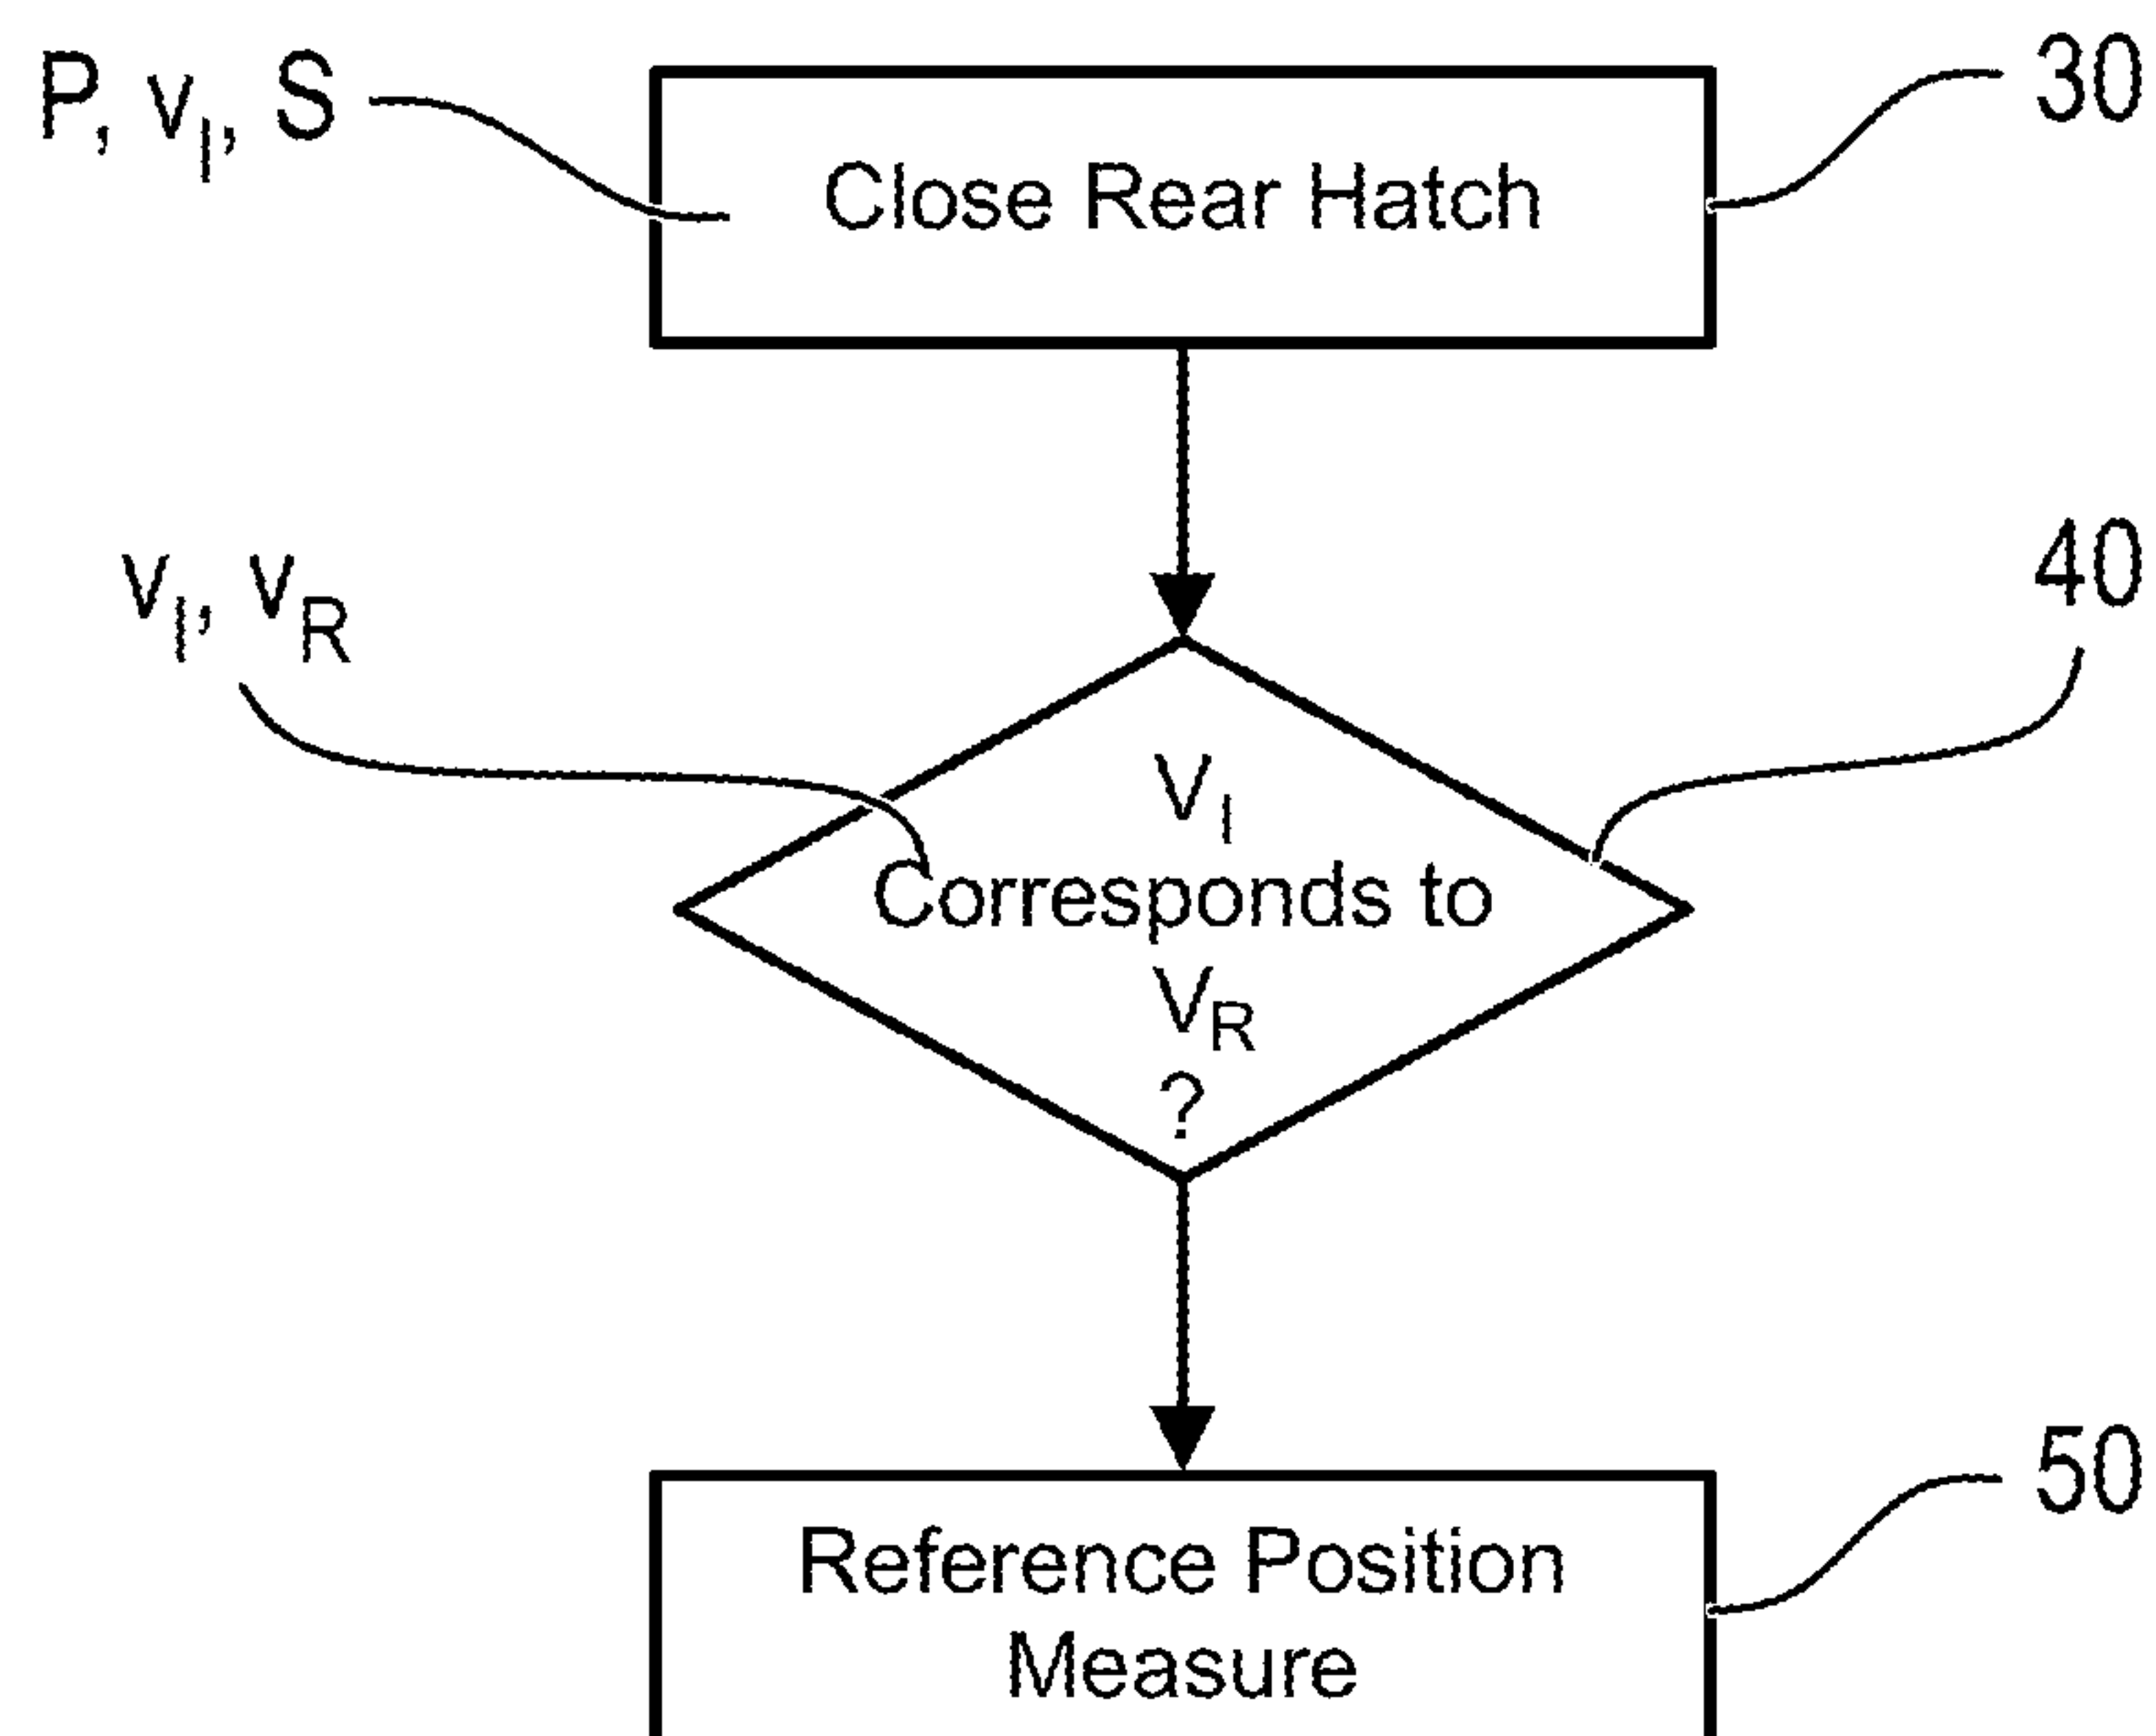 P, v_I, S
30
Close Rear Hatch
v_I, v_R
40
V_I
Corresponds to
V_R
?
50
Reference Position
Measure